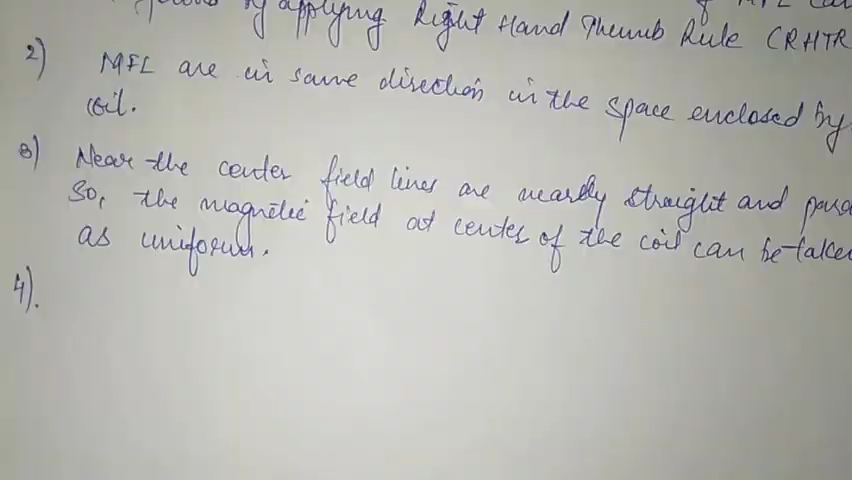 by applying Right Hand Thumb Rule (RHTR
2) MFL are in same direction in the space enclosed by
coil.
3) Near the center field lines are nearly straight and para
So, the magnetic field at center of the coil can be taken
as uniform.
4).